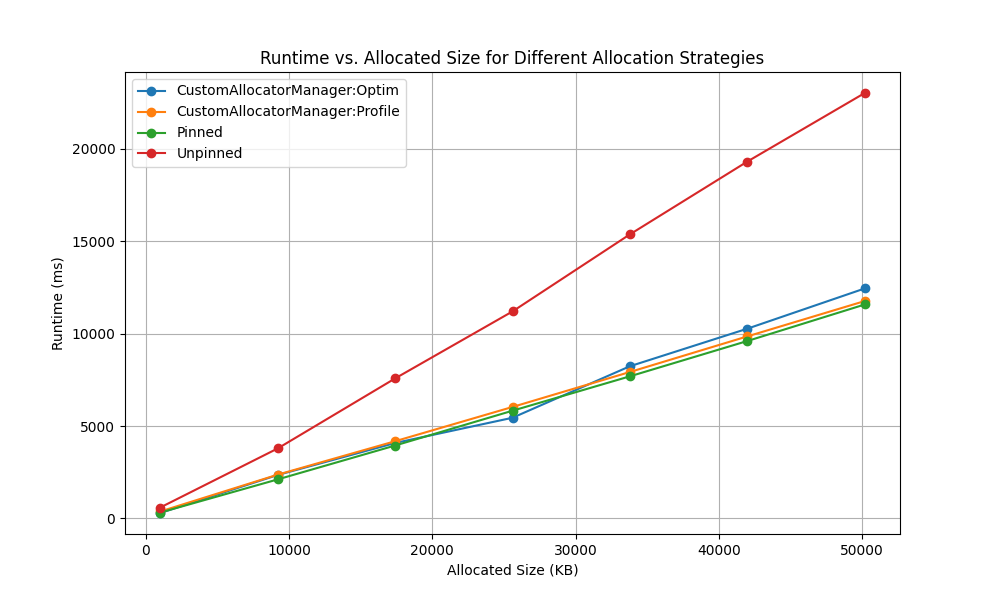 Runtime vs. Allocated Size for Different Allocation Strategies
CustomAllocatorManager:Optim
CustomAllocatorManager:Profile
Pinned
Unpinned
Runtime (ms)
20000
15000
10000
5000
0
0 10000 20000 30000 40000 50000
Allocated Size (KB)